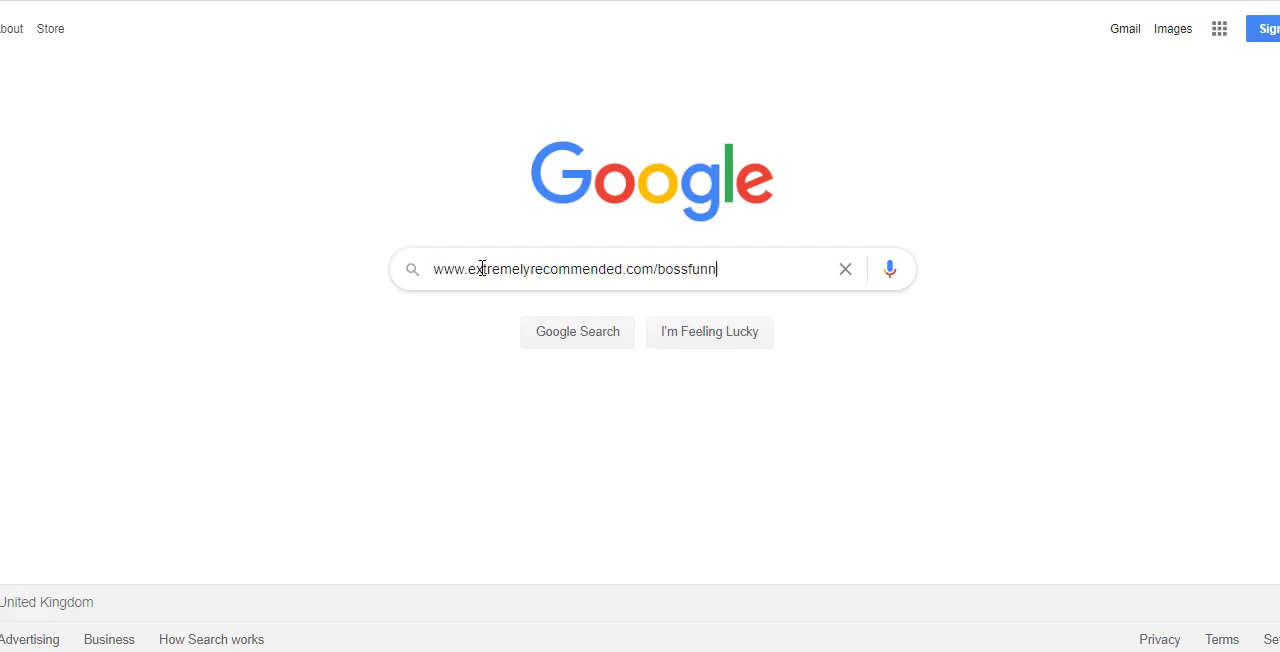 bout Store Gmail Images Sign
Google
www.extremelyrecommended.com/bossfunn
Google Search I'm Feeling Lucky
United Kingdom
Advertising Business How Search works Privacy Terms Se